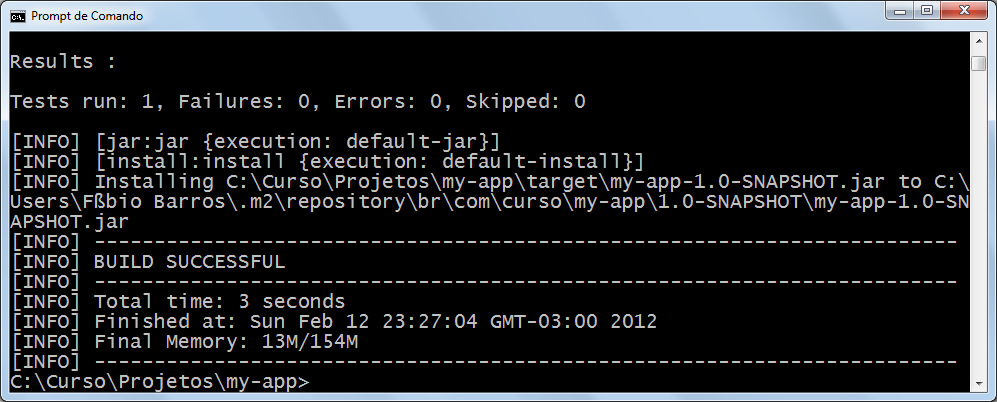 Prompt de Comando
Results :
Tests run: 1, Failures: 0, Errors: 0, Skipped: 0
[INFO] [jar:jar {execution: default-jar}]
[INFO] [install:install {execution: default-install}]
[INFO] Installing C:\Curso\Projetos\my-app\target\my-app-1.0-SNAPSHOT.jar to C:\
Users\Fßbio Barros\.m2\repository\br\com\curso\my-app\1.0-SNAPSHOT\my-app-1.0-SN
APSHOT.jar
[INFO] ------------------------------------------------------------------------
[INFO] BUILD SUCCESSFUL
[INFO] ------------------------------------------------------------------------
[INFO] Total time: 3 seconds
[INFO] Finished at: Sun Feb 12 23:27:04 GMT-03:00 2012
[INFO] Final Memory: 13M/154M
[INFO] ------------------------------------------------------------------------
C:\Curso\Projetos\my-app>